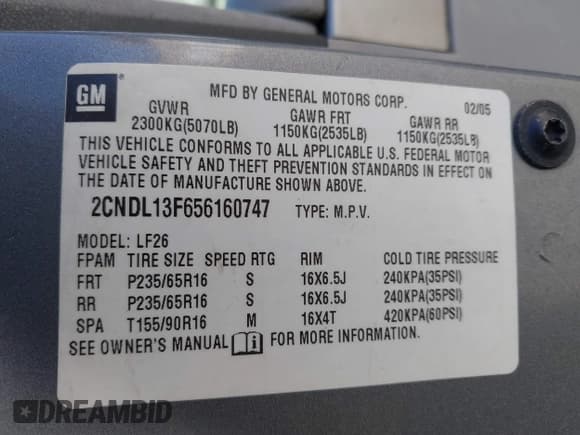 GM
MFD BY GENERAL MOTORS CORP. 02/05
GVWR GAWR FRT GAWR RR
2300KG(5070LB) 1150KG(2535LB) 1150KG(2535LB)
THIS VEHICLE CONFORMS TO ALL APPLICABLE U.S. FEDERAL MOTOR
VEHICLE SAFETY AND THEFT PREVENTION STANDARDS IN EFFECT ON
THE DATE OF MANUFACTURE SHOWN ABOVE.
2CNDL13F656160747 TYPE: M.P.V.
MODEL: LF26
FPAM TIRE SIZE SPEED RTG RIM COLD TIRE PRESSURE
FRT P235/65R16 S 16X6.5J 240KPA(35PSI)
RR P235/65R16 S 16X6.5J 240KPA(35PSI)
SPA T155/90R16 M 16X4T 420KPA(60PSI)
SEE OWNER'S MANUAL i FOR MORE INFORMATION.
DREAMBID